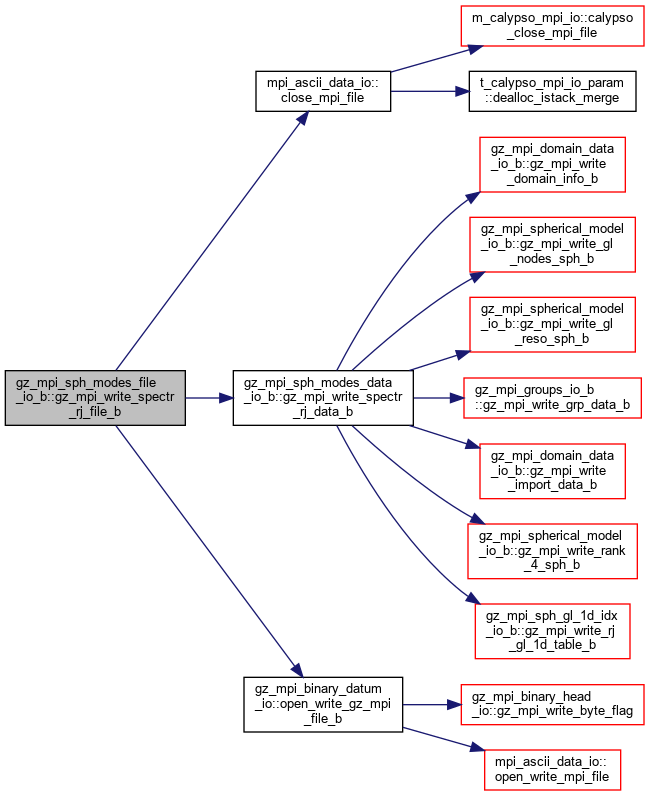 m_calypso_mpi_io::calypso
_close_mpi_file
mpi_ascii_data_io::
close_mpi_file
t_calypso_mpi_io_param
::dealloc_istack_merge
gz_mpi_domain_data
_io_b::gz_mpi_write
_domain_info_b
gz_mpi_spherical_model
_io_b::gz_mpi_write_gl
_nodes_sph_b
gz_mpi_spherical_model
_io_b::gz_mpi_write_gl
_reso_sph_b
gz_mpi_sph_modes_file
_io_b::gz_mpi_write_spectr
_rj_file_b
gz_mpi_sph_modes_data
_io_b::gz_mpi_write_spectr
_rj_data_b
gz_mpi_groups_io_b
::gz_mpi_write_grp_data_b
gz_mpi_domain_data
_io_b::gz_mpi_write
_import_data_b
gz_mpi_spherical_model
_io_b::gz_mpi_write_rank
_4_sph_b
gz_mpi_sph_gl_1d_idx
_io_b::gz_mpi_write_rj
_gl_1d_table_b
gz_mpi_binary_datum
_io::open_write_gz_mpi
_file_b
gz_mpi_binary_head
_io::gz_mpi_write_byte_flag
mpi_ascii_data_io::
open_write_mpi_file